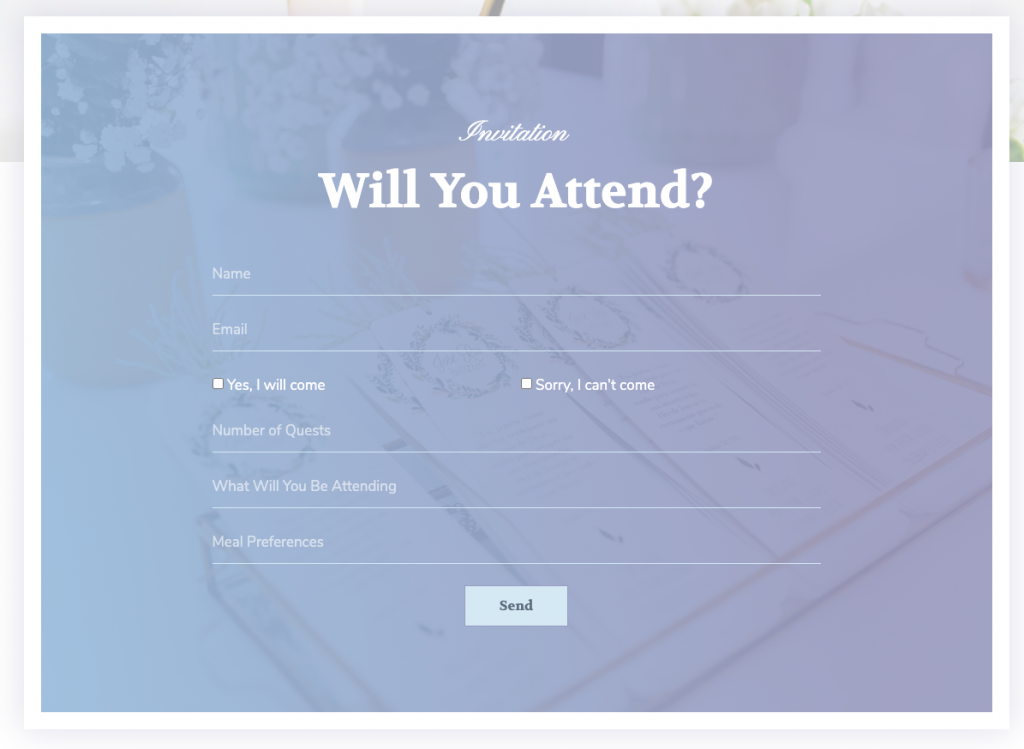 Invitation
Will You Attend?
Name
Email
Yes, I will come
Sorry, I can't come
Number of Quests
What Will You Be Attending
Meal Preferences
Send